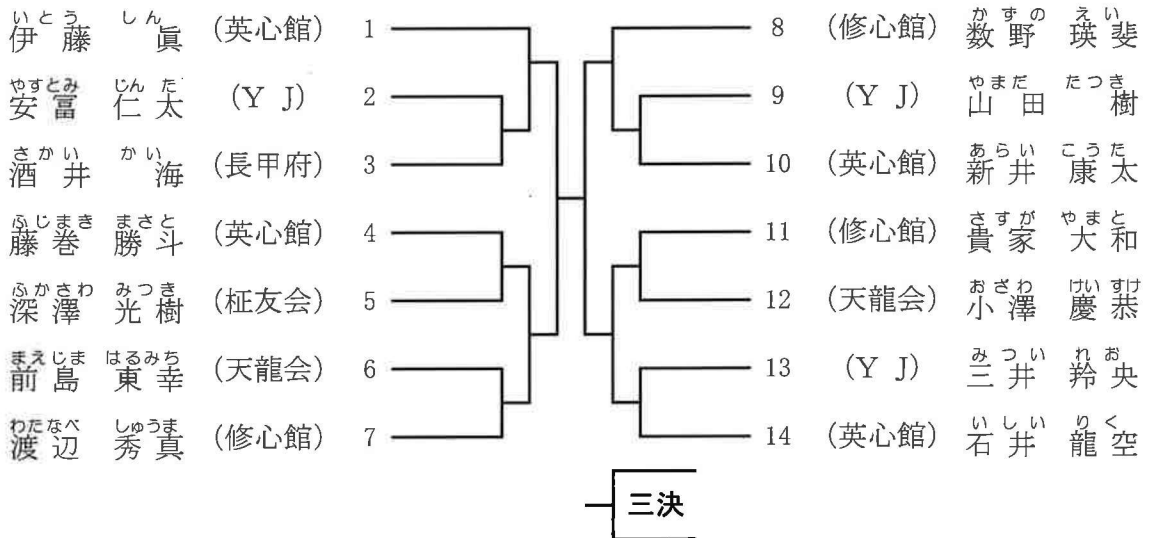 いとう しん
伊藤 眞 (英心館) 1
やすとみ じんた
安冨 仁太 (Y J) 2
さかい かい
酒井 海 (長甲府) 3
ふじまき まさと
藤巻 勝斗 (英心館) 4
ふかさわ みつき
深澤 光樹 (柾友会) 5
まえじま はるみち
前島 東幸 (天龍会) 6
わたなべ しゅうま
渡辺 秀真 (修心館) 7
かずの えい
8 (修心館) 数野 瑛斐
やまだ たつき
9 (Y J) 山田 樹
あらい こうた
10 (英心館) 新井 康太
さすが やまと
11 (修心館) 貴家 大和
おざわ けいすけ
12 (天龍会) 小澤 慶恭
みつい れお
13 (Y J) 三井 羚央
いしい りく
14 (英心館) 石井 龍空
三決